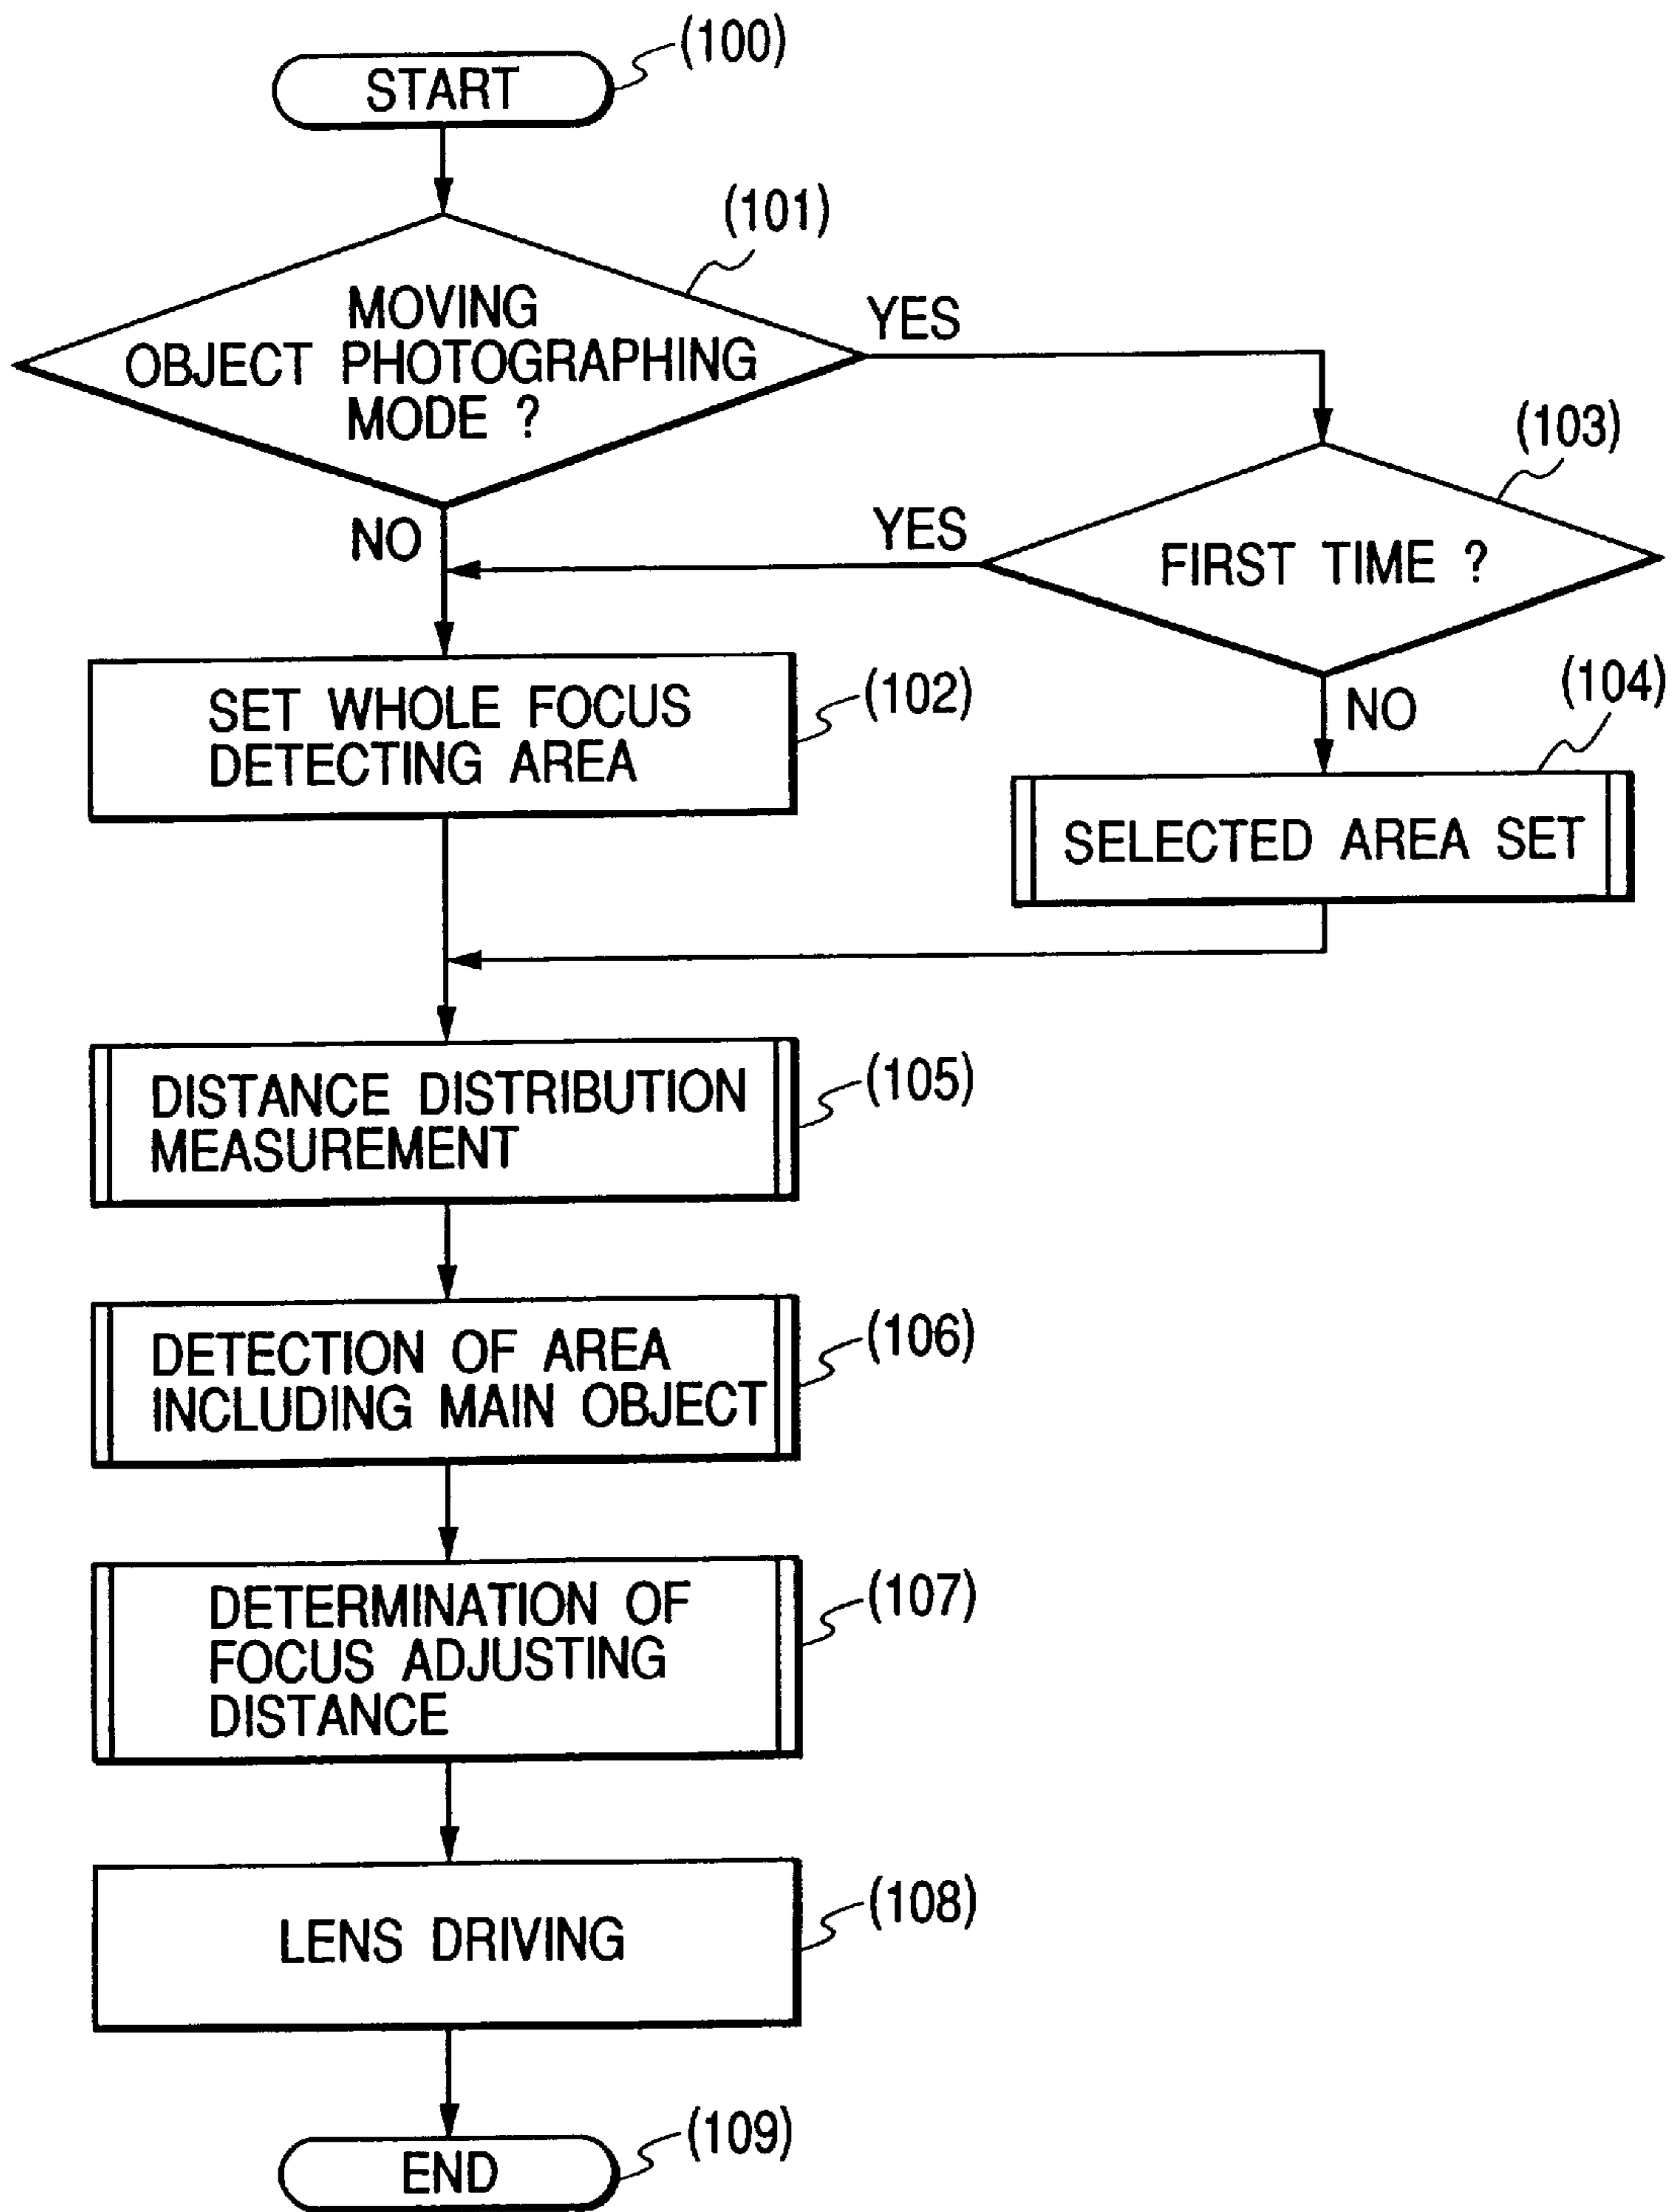 (100)
START
(101)
MOVING
OBJECT PHOTOGRAPHING
MODE ?
YES
NO
(103)
FIRST TIME ?
YES
NO
(102)
SET WHOLE FOCUS
DETECTING AREA
(104)
SELECTED AREA SET
(105)
DISTANCE DISTRIBUTION
MEASUREMENT
(106)
DETECTION OF AREA
INCLUDING MAIN OBJECT
(107)
DETERMINATION OF
FOCUS ADJUSTING
DISTANCE
(108)
LENS DRIVING
(109)
END